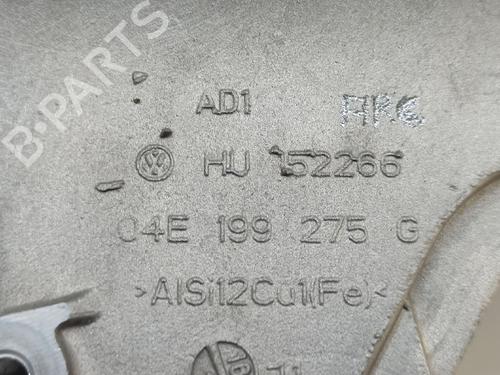 B-PARTS
AD1
HU 152266
04E 199 275 G
>AlSi12Cu1(Fe)<